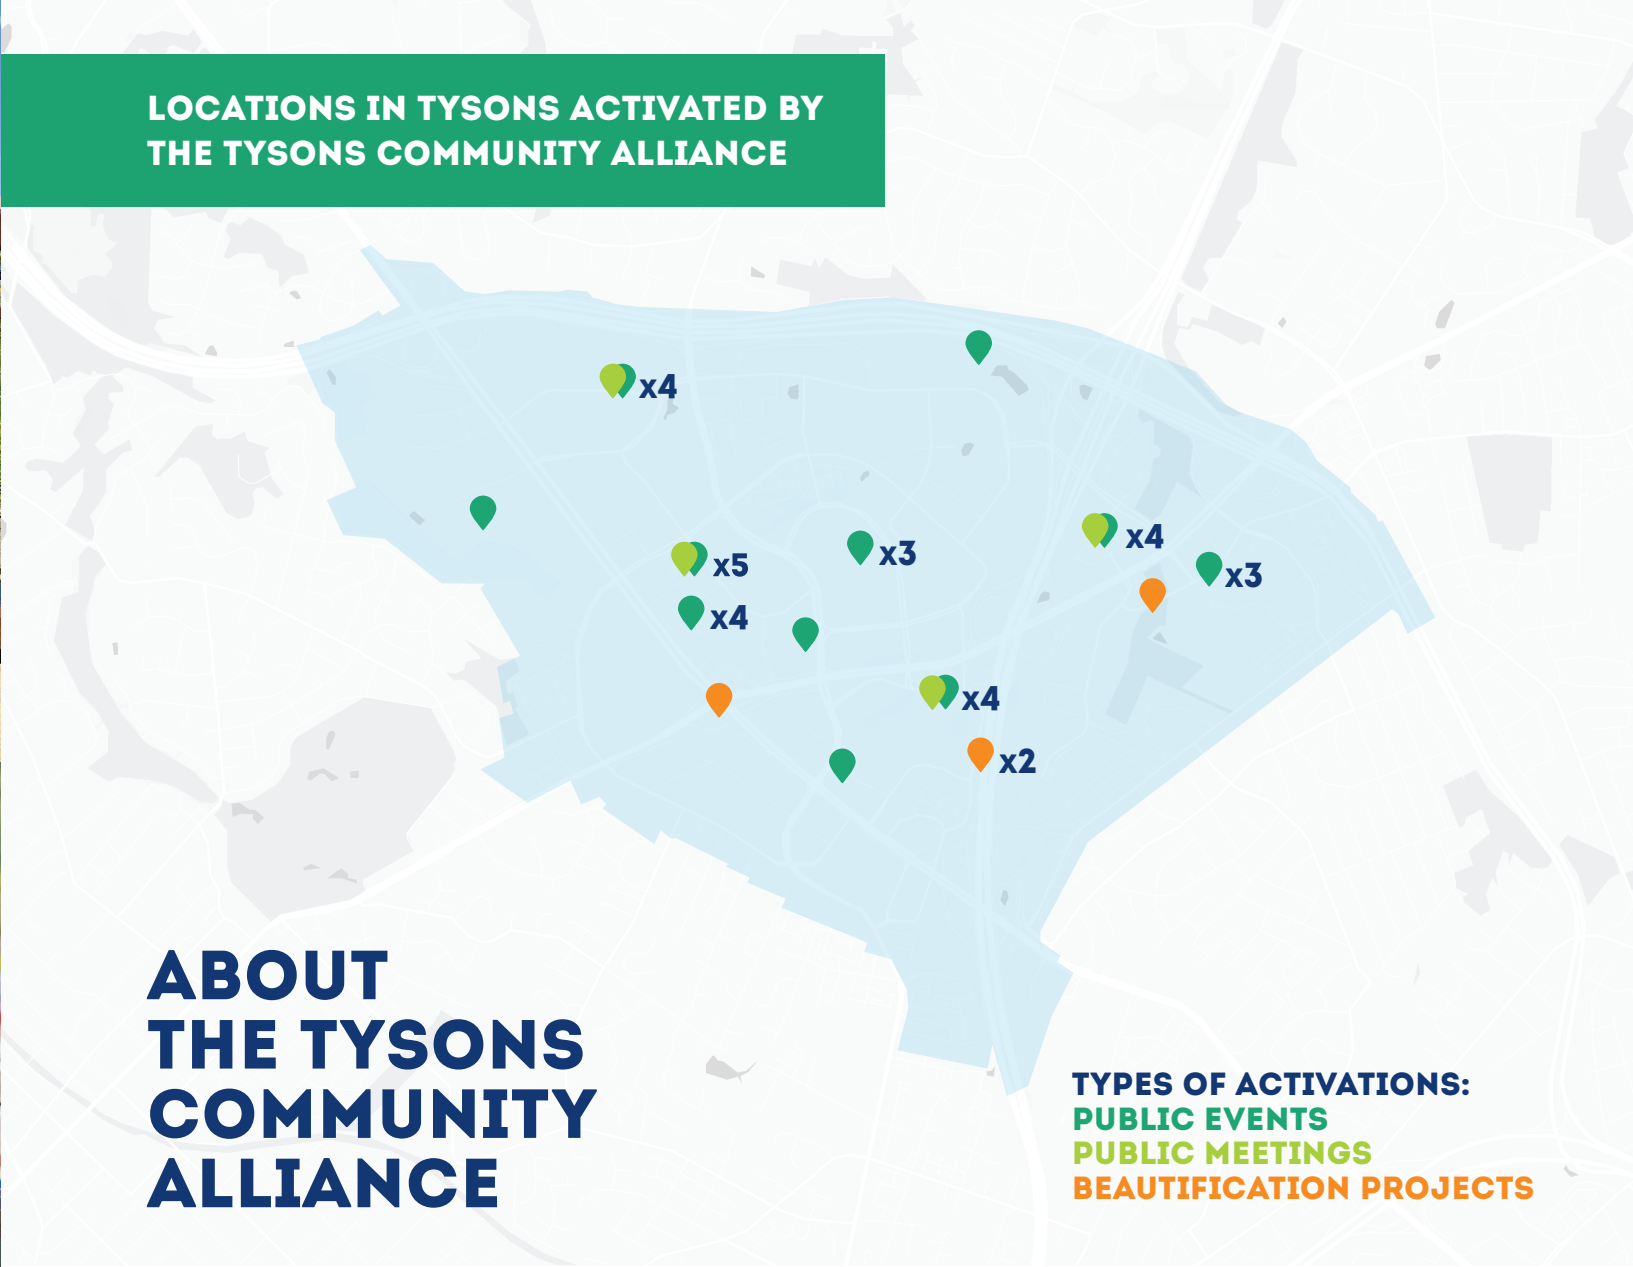 LOCATIONS IN TYSONS ACTIVATED BY
THE TYSONS COMMUNITY ALLIANCE
x4
x5
x3
x4
x3
x4
x4
x2
ABOUT
THE TYSONS
COMMUNITY
ALLIANCE
TYPES OF ACTIVATIONS:
PUBLIC EVENTS
PUBLIC MEETINGS
BEAUTIFICATION PROJECTS